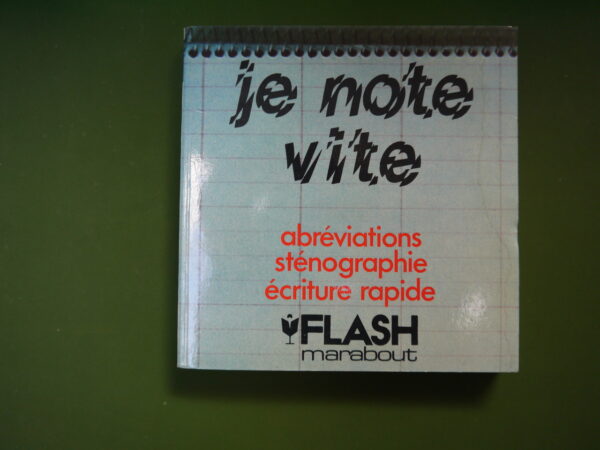 je note
vite
abréviations
sténographie
écriture rapide
FLASH
marabout